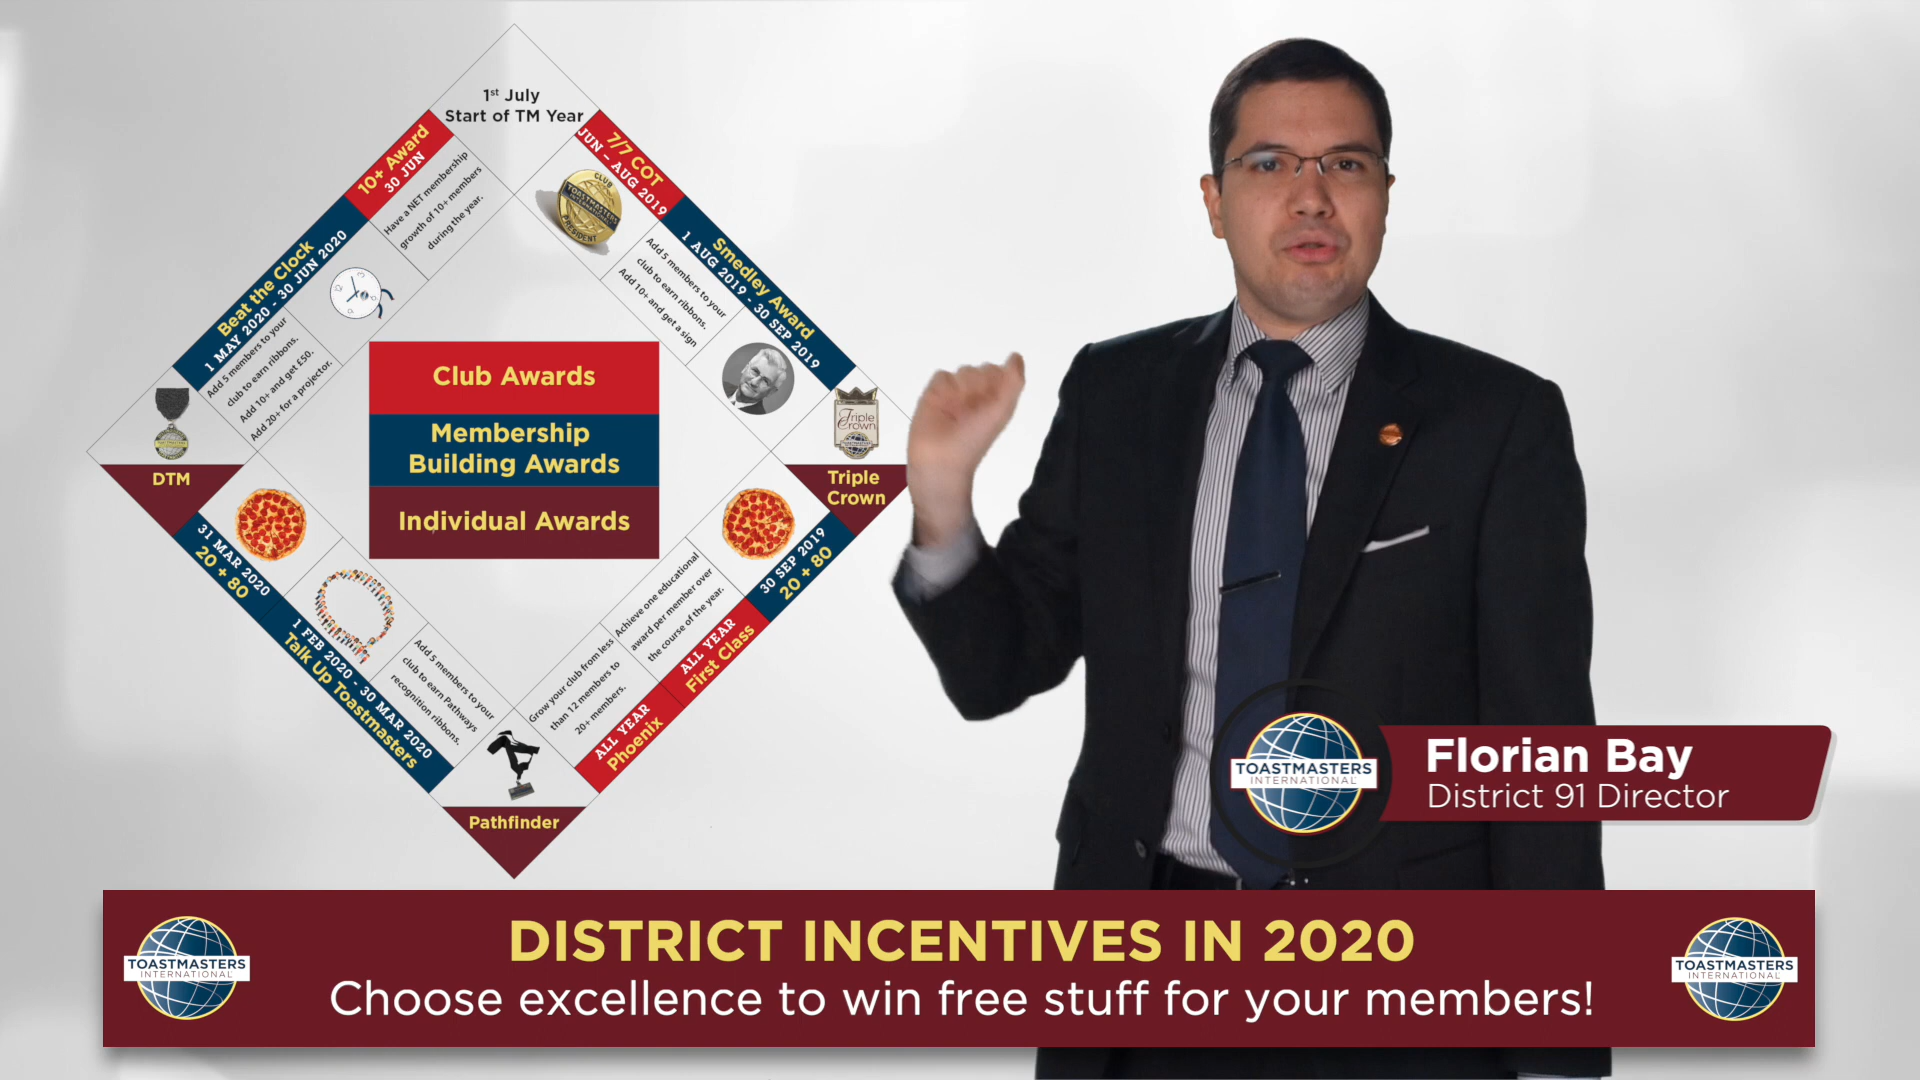 1st July
Start of TM Year
7/7 COT
JUN – AUG 2019
CLUB
TOASTMASTERS
INTERNATIONAL
PRESIDENT
Smedley Award
1 AUG 2019 - 30 SEP 2019
Add 5 members to your
club to earn ribbons.
Add 10+ and get a sign
Triple
Crown
Triple
Crown
30 SEP 2019
20 + 80
Achieve one educational
award per member over
the course of the year.
ALL YEAR
First Class
Grow your club from less
than 12 members to
20+ members.
ALL YEAR
Phoenix
Pathfinder
Add 5 members to your
club to earn Pathways
recognition ribbons.
1 FEB 2020 - 30 MAR 2020
Talk Up Toastmasters
31 MAR 2020
20 + 80
DTM
Beat the Clock
1 MAY 2020 - 30 JUN 2020
Add 5 members to your
club to earn ribbons.
Add 10+ and get £50.
Add 20+ for a projector.
10+ Award
30 JUN
Have a NET membership
growth of 10+ members
during the year.
Club Awards
Membership
Building Awards
Individual Awards
TOASTMASTERS
INTERNATIONAL
Florian Bay
District 91 Director
TOASTMASTERS
INTERNATIONAL
DISTRICT INCENTIVES IN 2020
Choose excellence to win free stuff for your members!
TOASTMASTERS
INTERNATIONAL